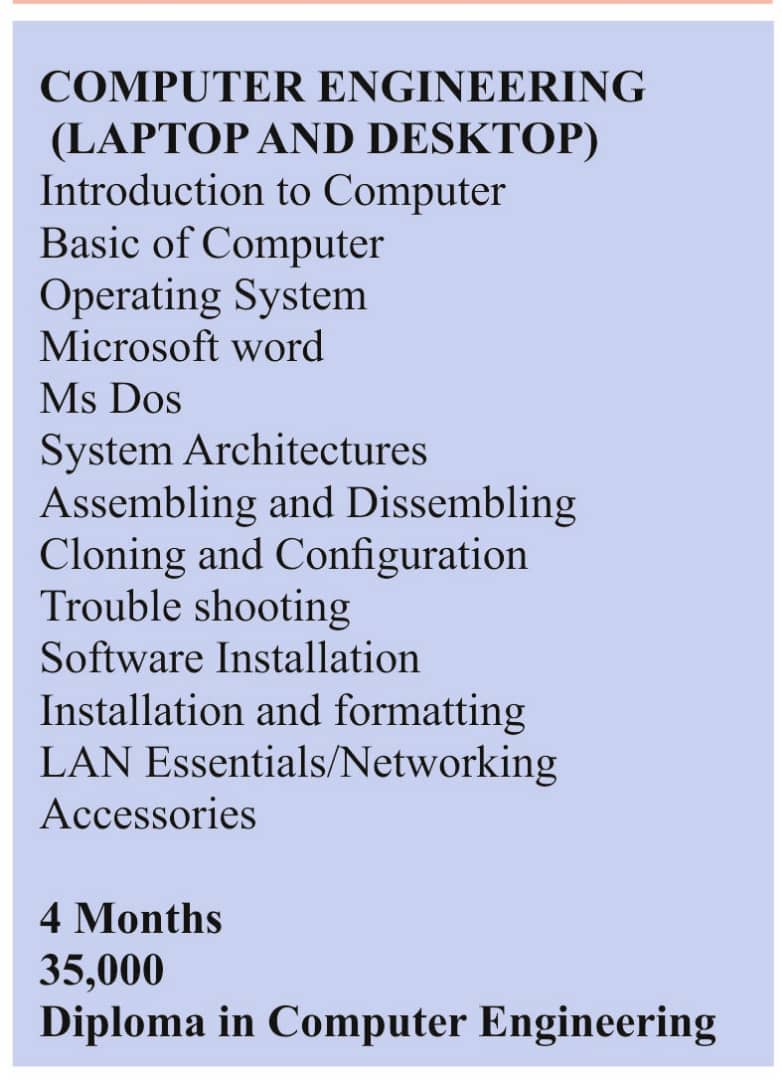 COMPUTER ENGINEERING
(LAPTOP AND DESKTOP)
Introduction to Computer
Basic of Computer
Operating System
Microsoft word
Ms Dos
System Architectures
Assembling and Dissembling
Cloning and Configuration
Trouble shooting
Software Installation
Installation and formatting
LAN Essentials/Networking
Accessories
4 Months
35,000
Diploma in Computer Engineering